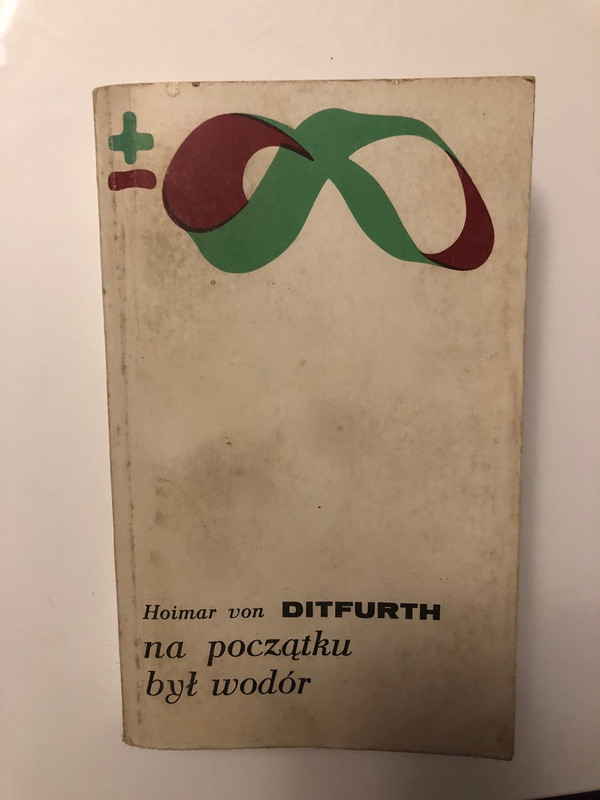 ±∞
Hoimar von DITFURTH
na początku
był wodór